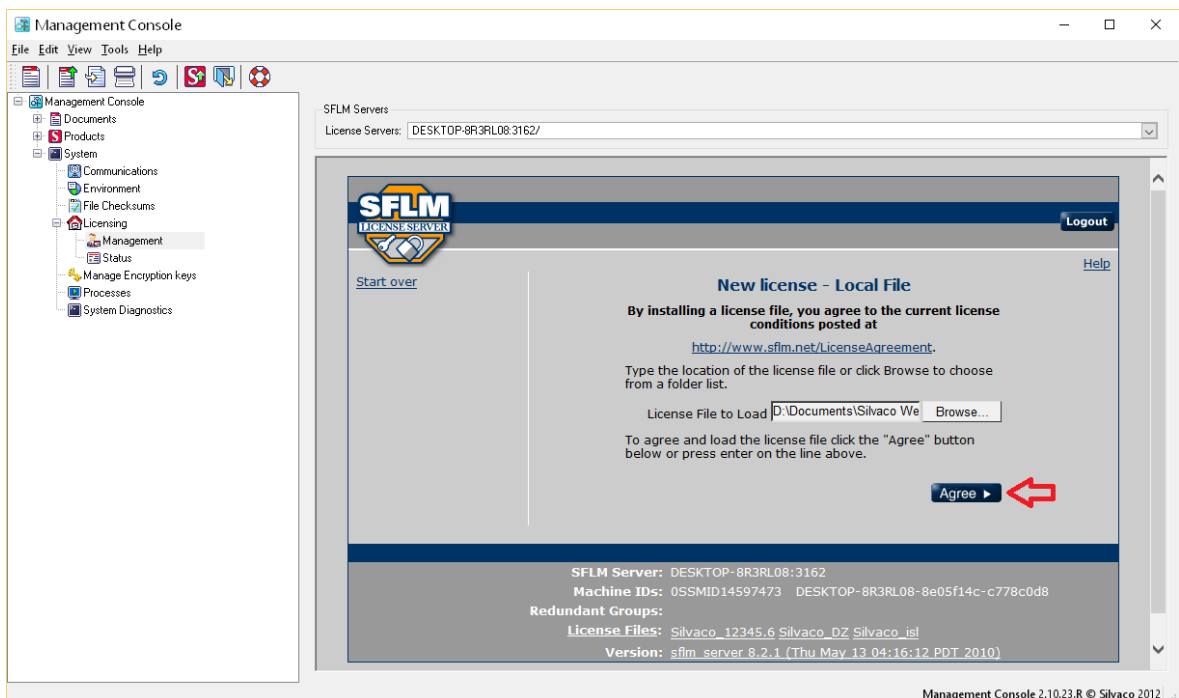 Management Console
File Edit View Tools Help
Management Console
Documents
Products
System
Communications
Environment
File Checksums
Licensing
Management
Status
Manage Encryption keys
Processes
System Diagnostics
SFLM Servers
License Servers: DESKTOP-8R3RL08:3162/
SFLM
LICENSE SERVER
Logout
Help
Start over
New license - Local File
By installing a license file, you agree to the current license
conditions posted at
http://www.sflm.net/LicenseAgreement.
Type the location of the license file or click Browse to choose
from a folder list.
License File to Load D:\Documents\Silvaco We Browse...
To agree and load the license file click the "Agree" button
below or press enter on the line above.
Agree
SFLM Server: DESKTOP-8R3RL08:3162
Machine IDs: 0SSMID14597473 DESKTOP-8R3RL08-8e05f14c-c778c0d8
Redundant Groups:
License Files: Silvaco_12345.6 Silvaco_DZ Silvaco_isl
Version: sflm_server 8.2.1 (Thu May 13 04:16:12 PDT 2010)
Management Console 2.10.23.R © Silvaco 2012